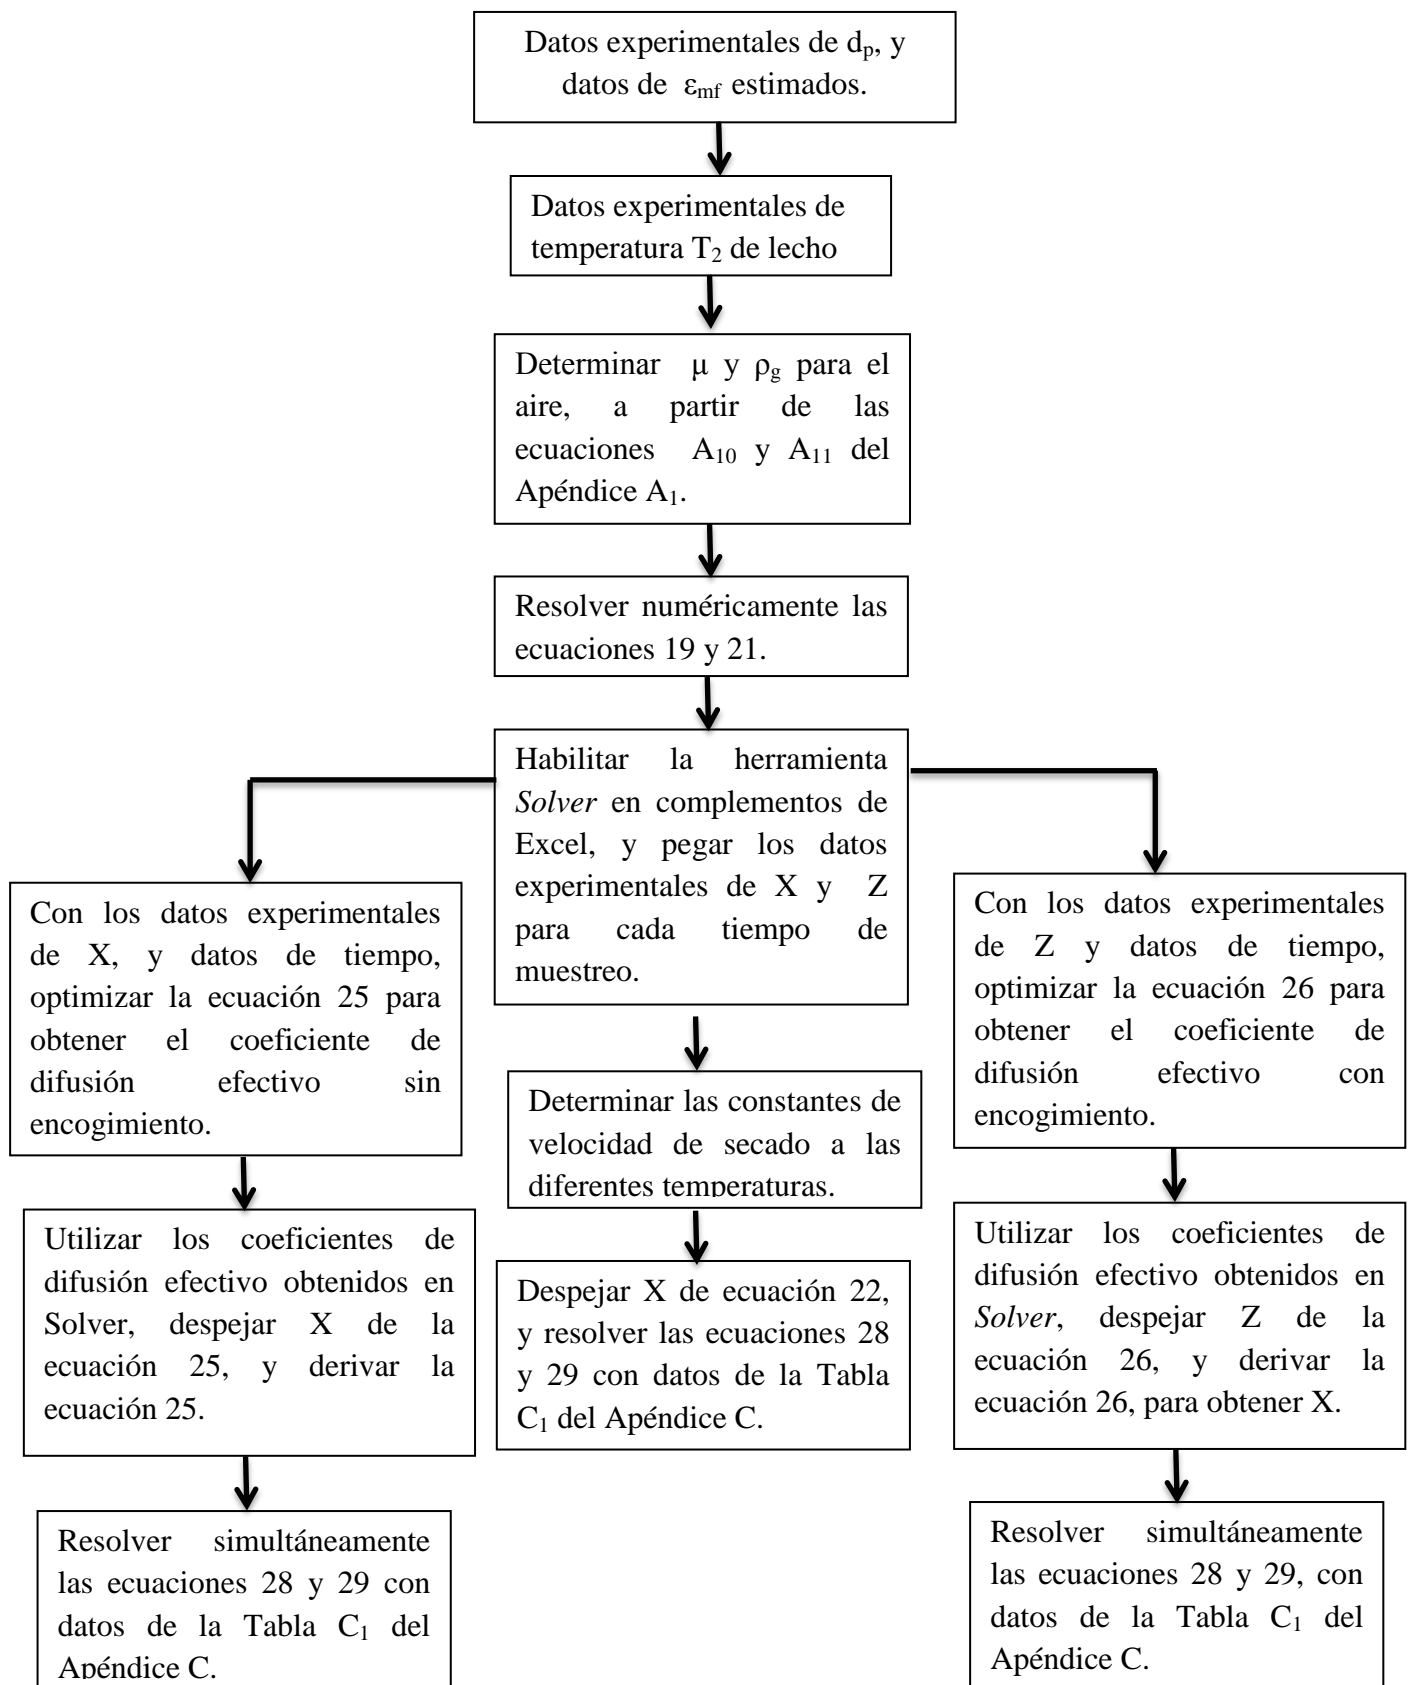 Datos experimentales de dp, y
datos de εmf estimados.
Datos experimentales de
temperatura T2 de lecho
Determinar μ y ρg para el
aire, a partir de las
ecuaciones A10 y A11 del
Apéndice A1.
Resolver numéricamente las
ecuaciones 19 y 21.
Habilitar la herramienta
Solver en complementos de
Excel, y pegar los datos
experimentales de X y Z
para cada tiempo de
muestreo.
Con los datos experimentales
de X, y datos de tiempo,
optimizar la ecuación 25 para
obtener el coeficiente de
difusión efectivo sin
encogimiento.
Utilizar los coeficientes de
difusión efectivo obtenidos en
Solver, despejar X de la
ecuación 25, y derivar la
ecuación 25.
Resolver simultáneamente
las ecuaciones 28 y 29 con
datos de la Tabla C1 del
Apéndice C.
Determinar las constantes de
velocidad de secado a las
diferentes temperaturas.
Despejar X de ecuación 22,
y resolver las ecuaciones 28
y 29 con datos de la Tabla
C1 del Apéndice C.
Con los datos experimentales
de Z y datos de tiempo,
optimizar la ecuación 26 para
obtener el coeficiente de
difusión efectivo con
encogimiento.
Utilizar los coeficientes de
difusión efectivo obtenidos en
Solver, despejar Z de la
ecuación 26, y derivar la
ecuación 26, para obtener X.
Resolver simultáneamente
las ecuaciones 28 y 29, con
datos de la Tabla C1 del
Apéndice C.